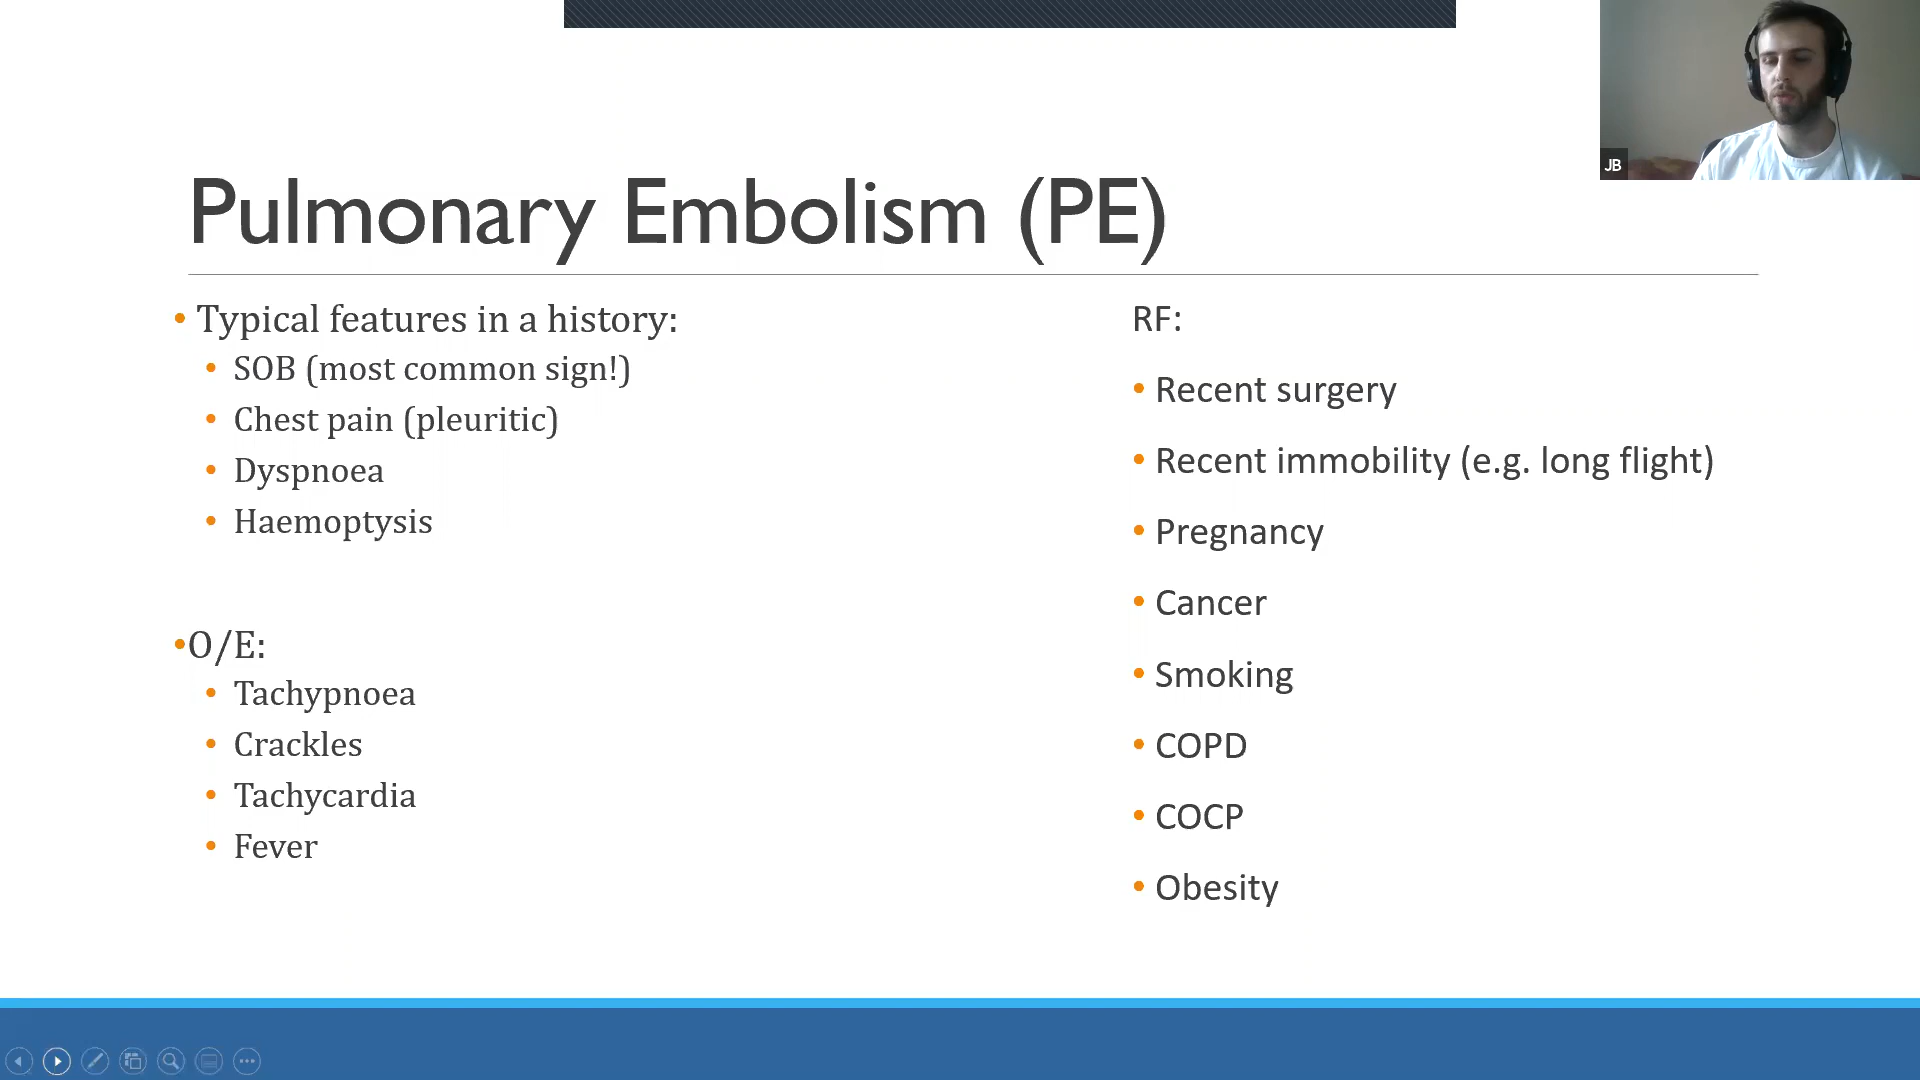 JB
Pulmonary Embolism (PE)
• Typical features in a history:
• SOB (most common sign!)
• Chest pain (pleuritic)
• Dyspnoea
• Haemoptysis
•O/E:
• Tachypnoea
• Crackles
• Tachycardia
• Fever
RF:
• Recent surgery
• Recent immobility (e.g. long flight)
• Pregnancy
• Cancer
• Smoking
• COPD
• COCP
• Obesity